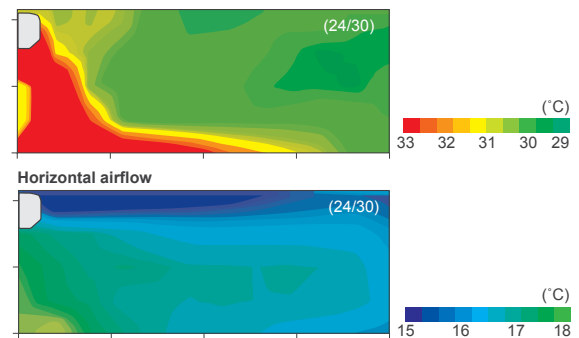 (24/30)
(˚C)
33 32 31 30 29
Horizontal airflow
(24/30)
(˚C)
15 16 17 18